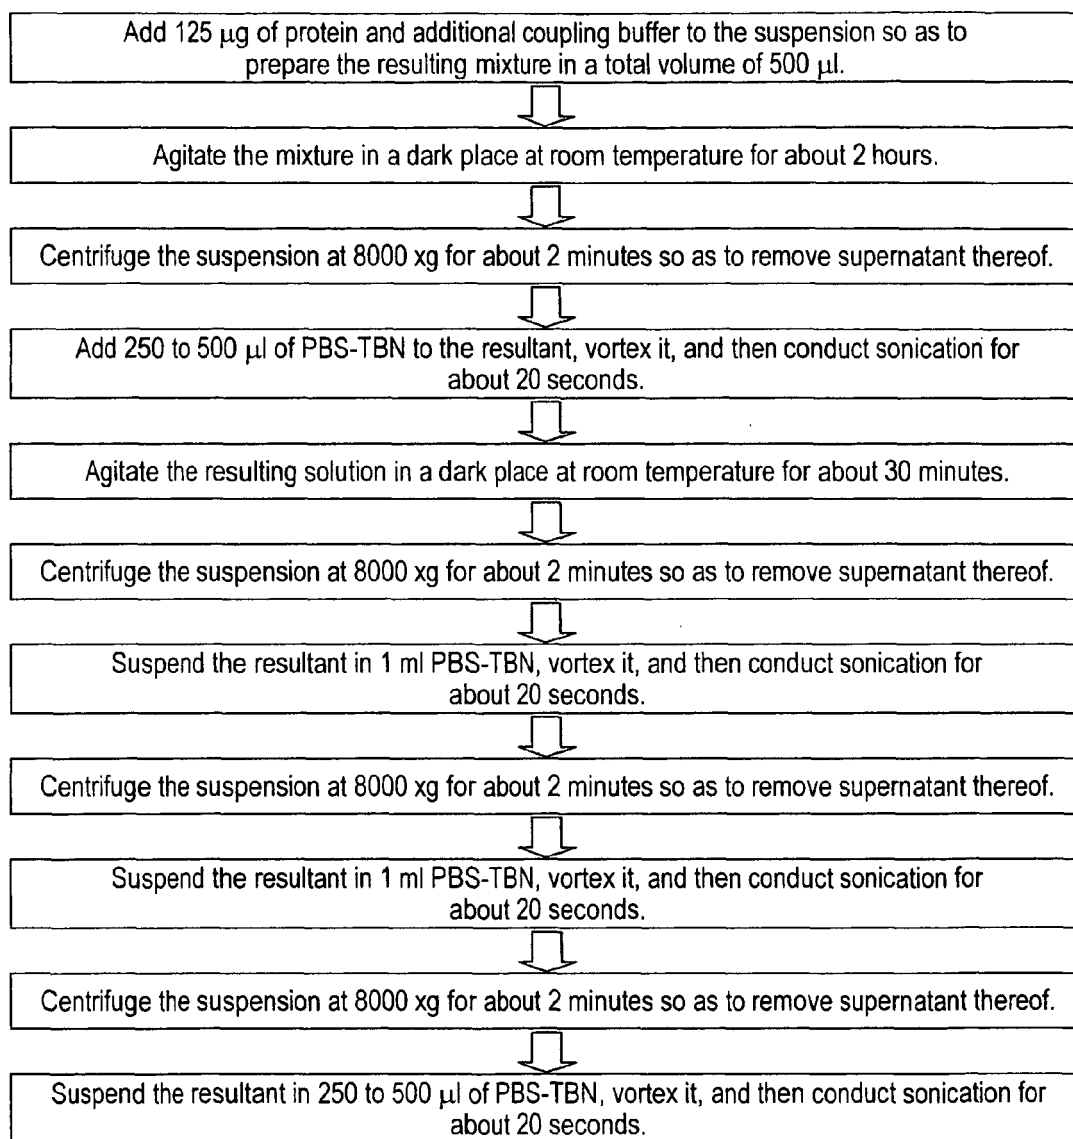 Add 125 µg of protein and additional coupling buffer to the suspension so as to
prepare the resulting mixture in a total volume of 500 µl.
Agitate the mixture in a dark place at room temperature for about 2 hours.
Centrifuge the suspension at 8000 xg for about 2 minutes so as to remove supernatant thereof.
Add 250 to 500 µl of PBS-TBN to the resultant, vortex it, and then conduct sonication for
about 20 seconds.
Agitate the resulting solution in a dark place at room temperature for about 30 minutes.
Centrifuge the suspension at 8000 xg for about 2 minutes so as to remove supernatant thereof.
Suspend the resultant in 1 ml PBS-TBN, vortex it, and then conduct sonication for
about 20 seconds.
Centrifuge the suspension at 8000 xg for about 2 minutes so as to remove supernatant thereof.
Suspend the resultant in 1 ml PBS-TBN, vortex it, and then conduct sonication for
about 20 seconds.
Centrifuge the suspension at 8000 xg for about 2 minutes so as to remove supernatant thereof.
Suspend the resultant in 250 to 500 µl of PBS-TBN, vortex it, and then conduct sonication for
about 20 seconds.